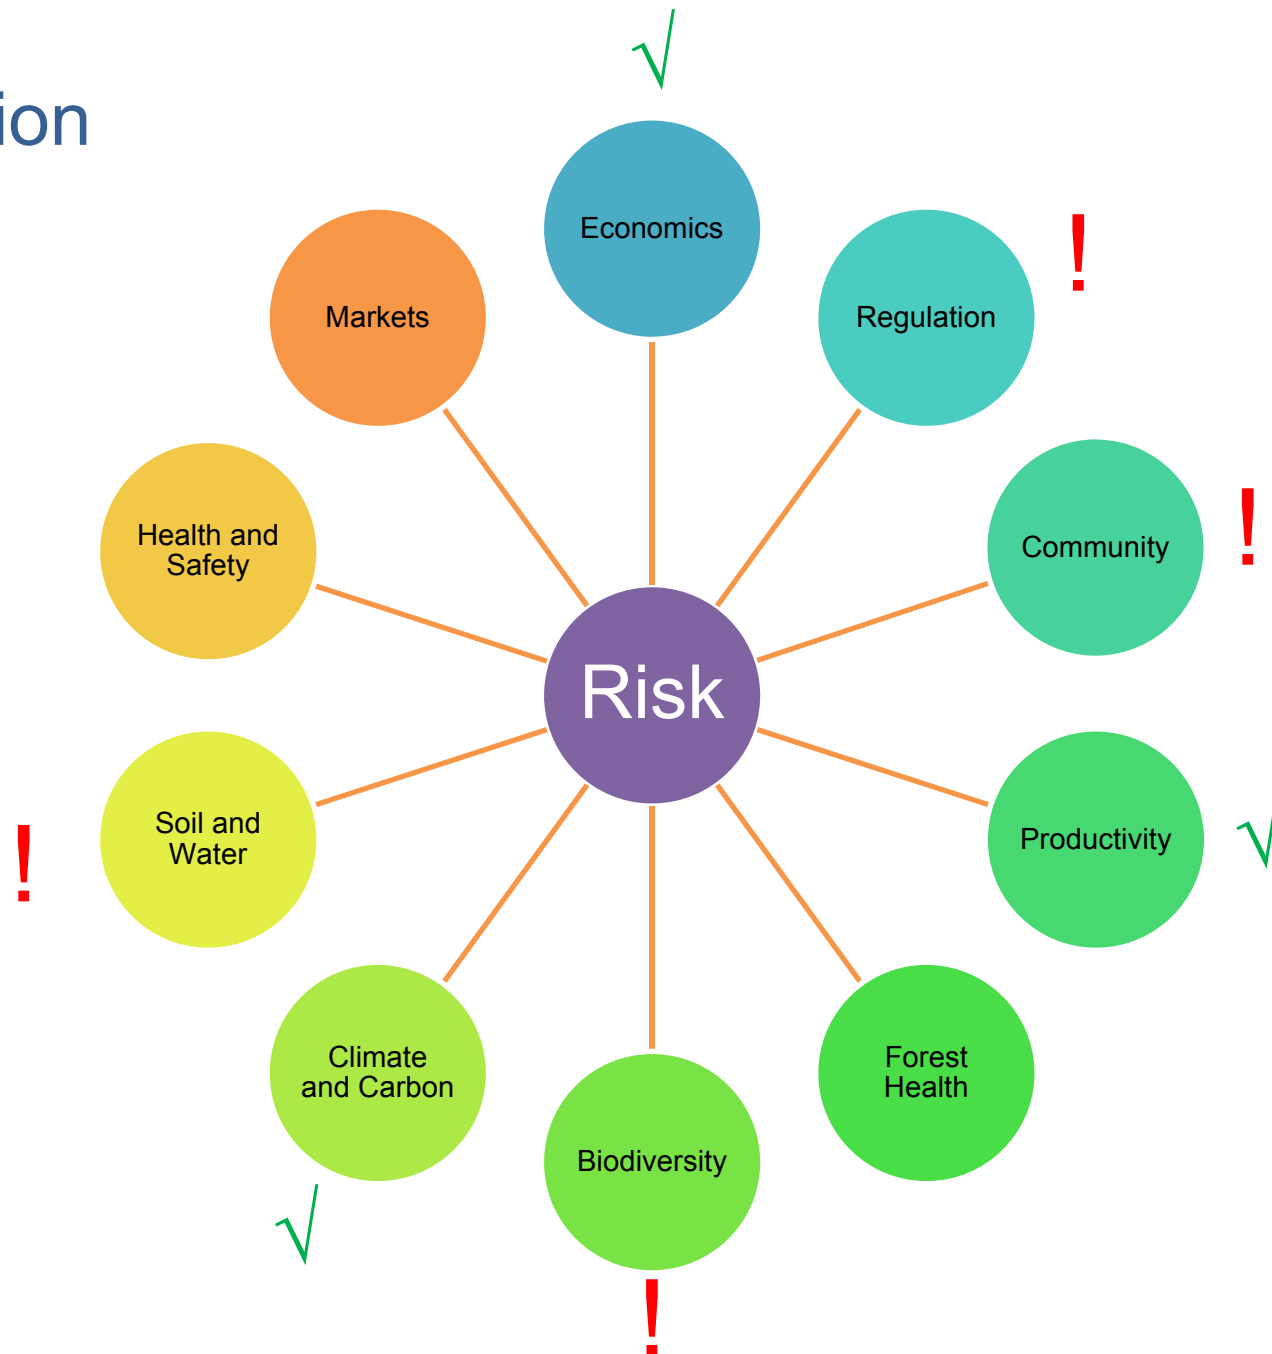 √
ion
Economics
Markets
Regulation
!
Health and
Safety
Community
!
Risk
Soil and
Water
!
Productivity
√
Climate
and Carbon
Forest
Health
Biodiversity
√
!